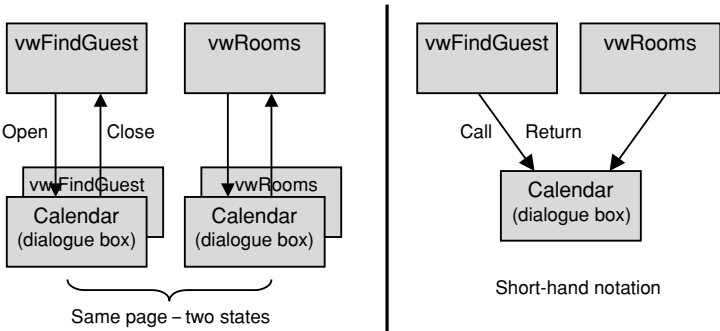 vwFindGuest
vwRooms
Open
Close
vwFindGuest
Calendar
(dialogue box)
vwRooms
Calendar
(dialogue box)
Same page – two states
vwFindGuest
vwRooms
Call
Return
Calendar
(dialogue box)
Short-hand notation